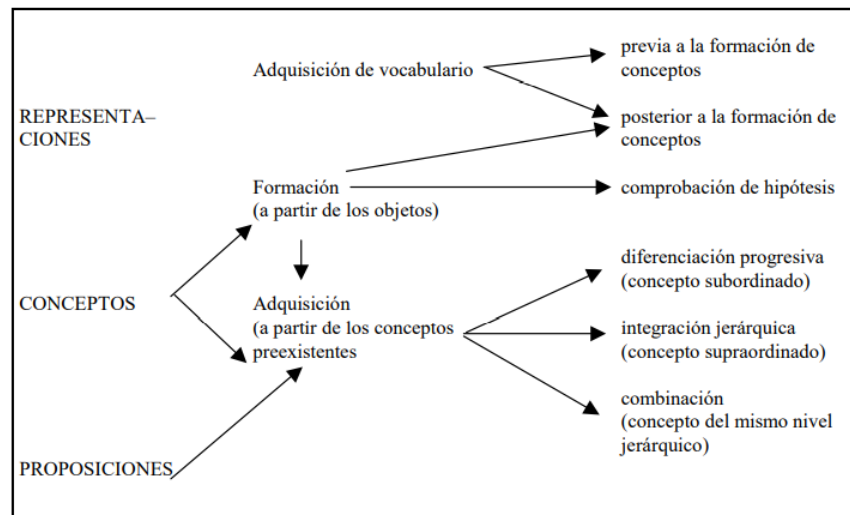 previa a la formación de
conceptos
Adquisición de vocabulario
REPRESENTA–
CIONES
posterior a la formación de
conceptos
Formación
(a partir de los objetos)
comprobación de hipótesis
CONCEPTOS
Adquisición
(a partir de los conceptos
preexistentes
diferenciación progresiva
(concepto subordinado)
integración jerárquica
(concepto supraordinado)
combinación
(concepto del mismo nivel
jerárquico)
PROPOSICIONES